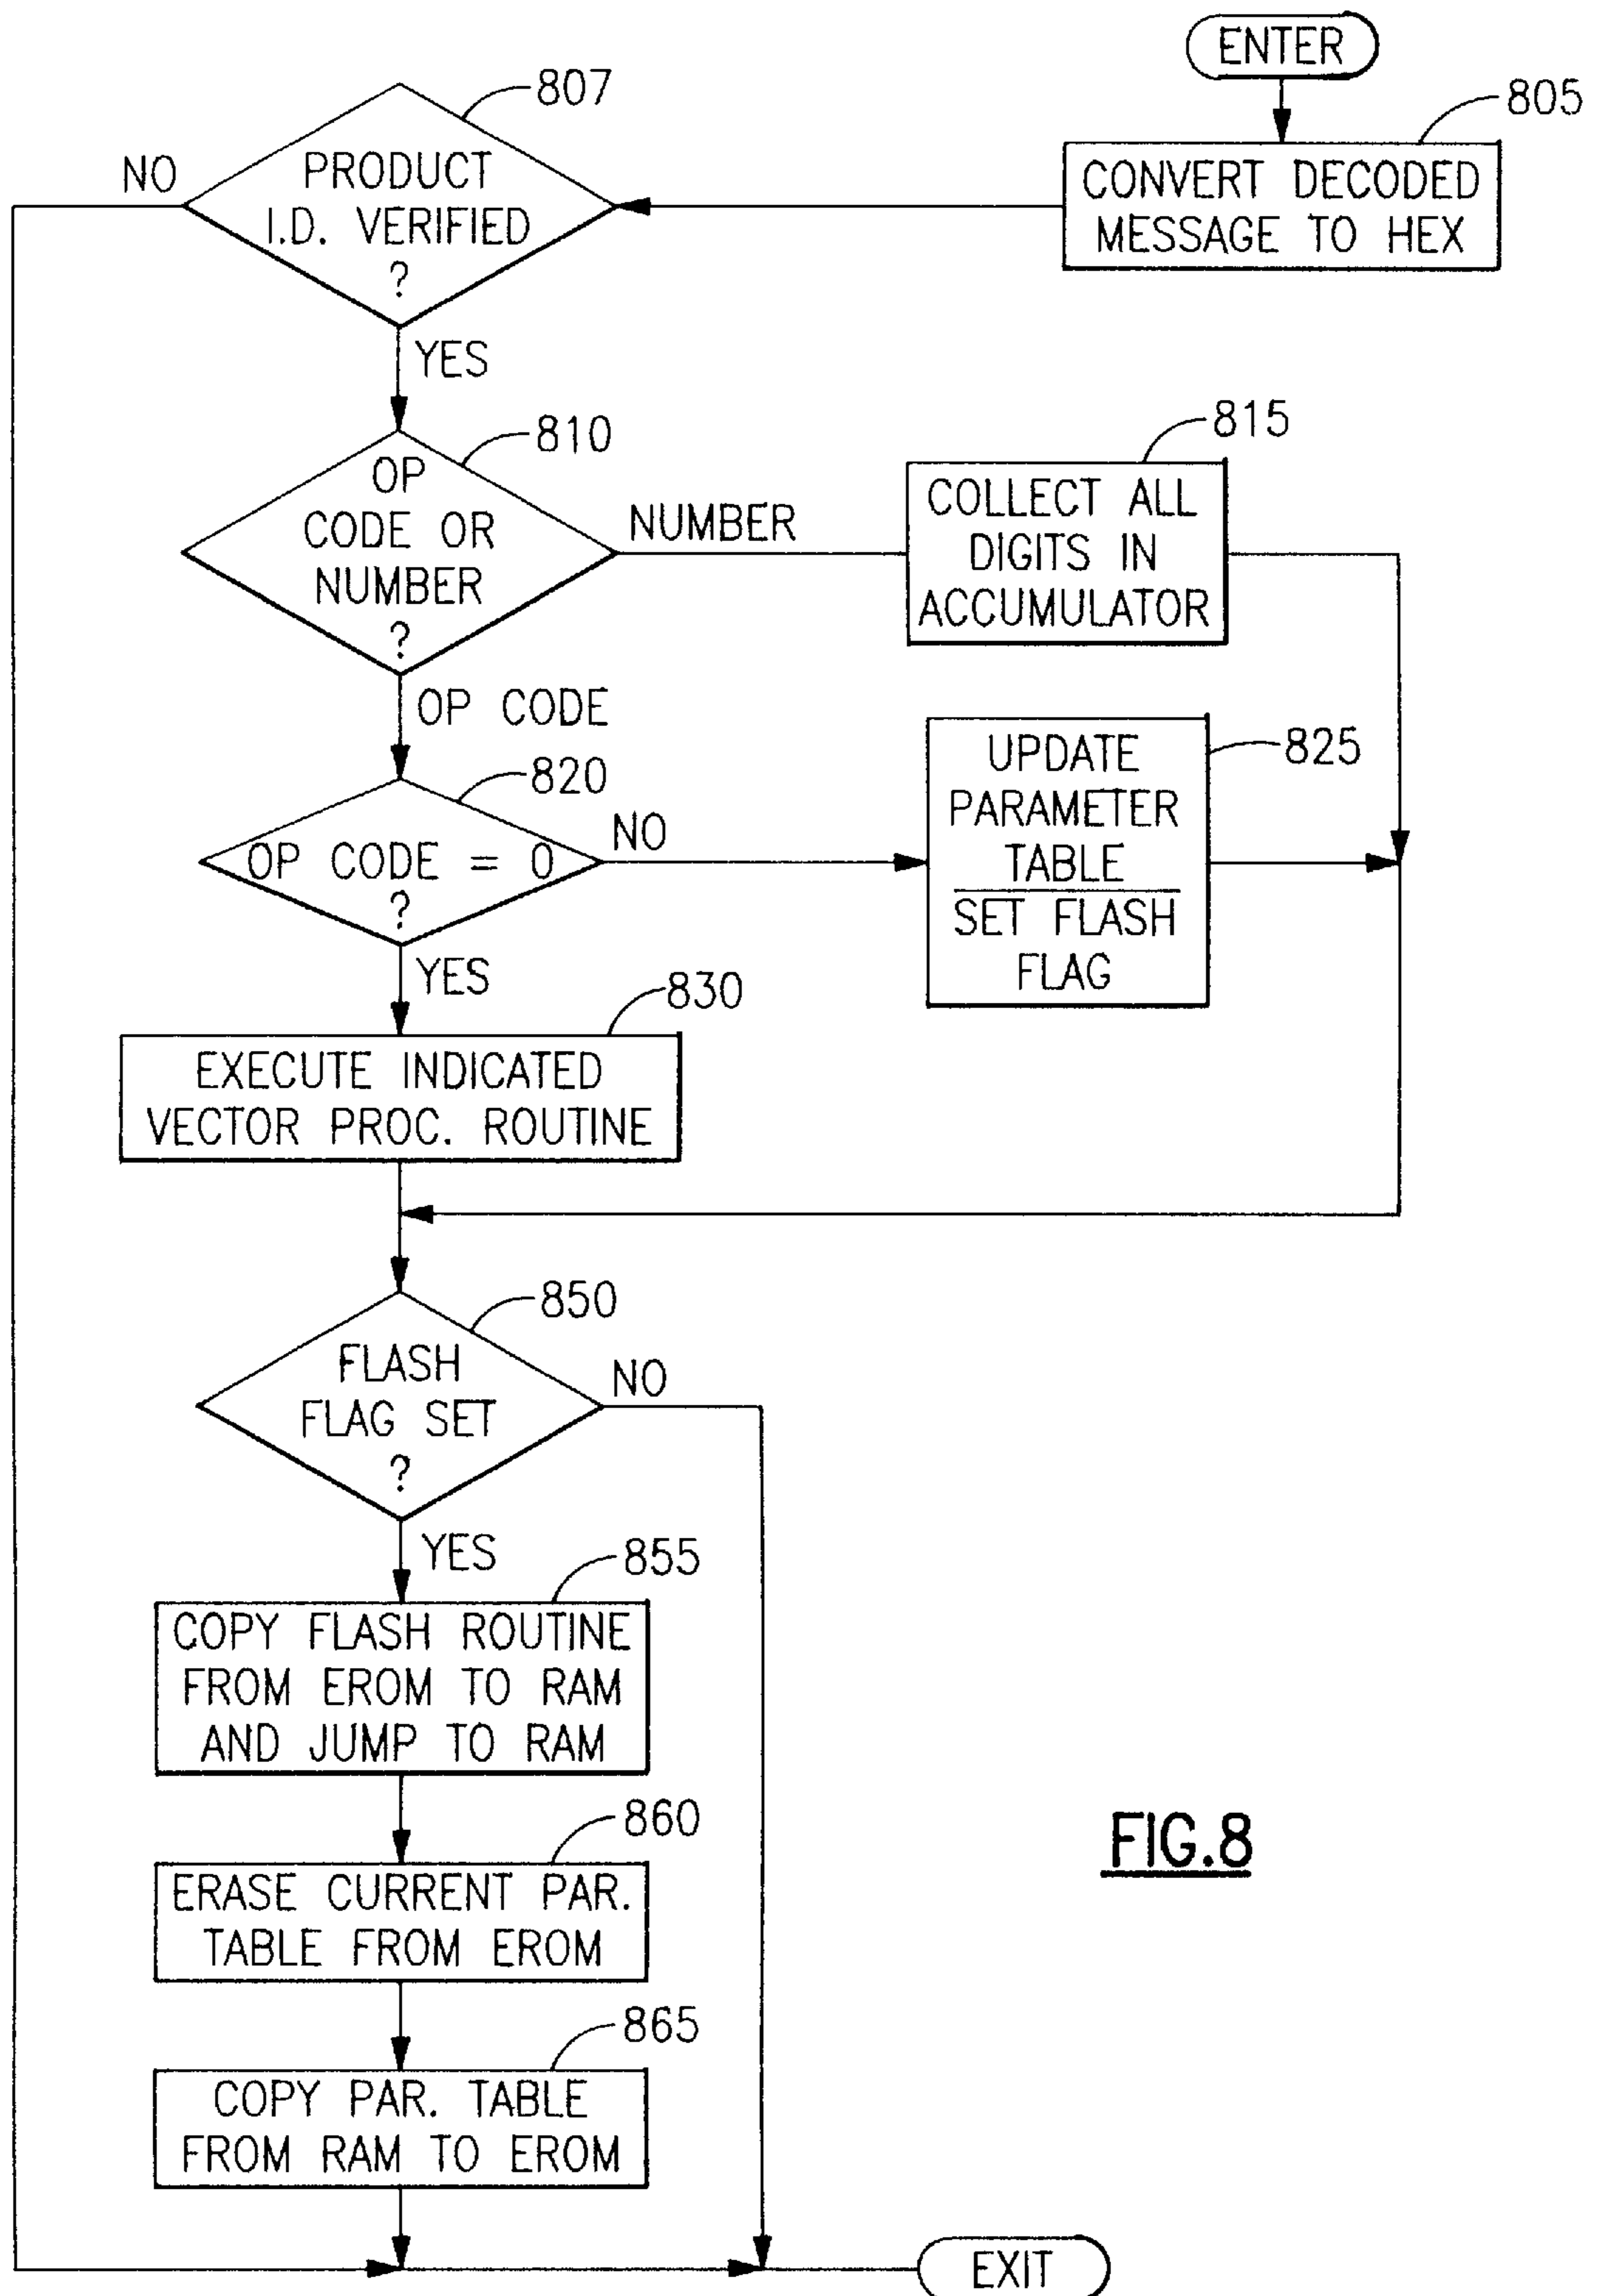 ENTER
805
CONVERT DECODED
MESSAGE TO HEX
807
PRODUCT
I.D. VERIFIED
?
NO
YES
810
OP
CODE OR
NUMBER
?
NUMBER
815
COLLECT ALL
DIGITS IN
ACCUMULATOR
OP CODE
820
OP CODE = 0
?
NO
825
UPDATE
PARAMETER
TABLE
SET FLASH
FLAG
YES
830
EXECUTE INDICATED
VECTOR PROC. ROUTINE
850
FLASH
FLAG SET
?
NO
YES
855
COPY FLASH ROUTINE
FROM EROM TO RAM
AND JUMP TO RAM
860
ERASE CURRENT PAR.
TABLE FROM EROM
865
COPY PAR. TABLE
FROM RAM TO EROM
EXIT
FIG.8